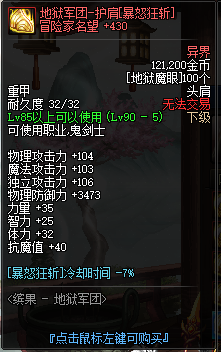 地狱军团-护肩[暴怒狂斩]
冒险家名望 +430
异界
121,200金币
[地狱魔眼]100个
重甲 头肩
耐久度 32/32 无法交易
Lv85以上可以使用 (Lv90 - 5) 下级
可使用职业,鬼剑士
物理攻击力 +104
魔法攻击力 +103
独立攻击力 +106
物理防御力 +3473
力量 +35
智力 +25
体力 +32
抗魔值 +40
[暴怒狂斩]冷却时间 -7%
<缤果 - 地狱军团>
『点击鼠标左键可购买』